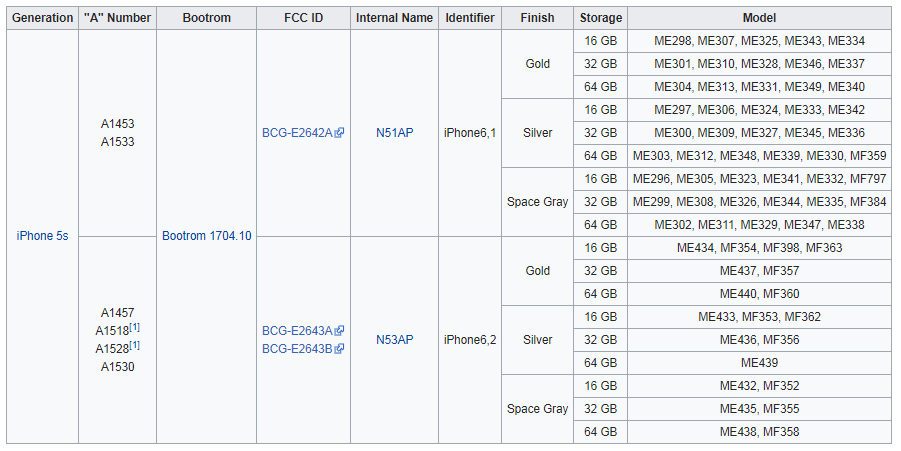 Generation "A" Number Bootrom FCC ID Internal Name Identifier Finish Storage Model
iPhone 5s
A1453
A1533
Bootrom 1704.10
BCG-E2642A
N51AP
iPhone6,1
Gold
16 GB ME298, ME307, ME325, ME343, ME334
32 GB ME301, ME310, ME328, ME346, ME337
64 GB ME304, ME313, ME331, ME349, ME340
Silver
16 GB ME297, ME306, ME324, ME333, ME342
32 GB ME300, ME309, ME327, ME345, ME336
64 GB ME303, ME312, ME348, ME339, ME330, MF359
Space Gray
16 GB ME296, ME305, ME323, ME341, ME332, MF797
32 GB ME299, ME308, ME326, ME344, ME335, MF384
64 GB ME302, ME311, ME329, ME347, ME338
A1457
A1518[1]
A1528[1]
A1530
BCG-E2643A
BCG-E2643B
N53AP
iPhone6,2
Gold
16 GB ME434, MF354, MF398, MF363
32 GB ME437, MF357
64 GB ME440, MF360
Silver
16 GB ME433, MF353, MF362
32 GB ME436, MF356
64 GB ME439
Space Gray
16 GB ME432, MF352
32 GB ME435, MF355
64 GB ME438, MF358